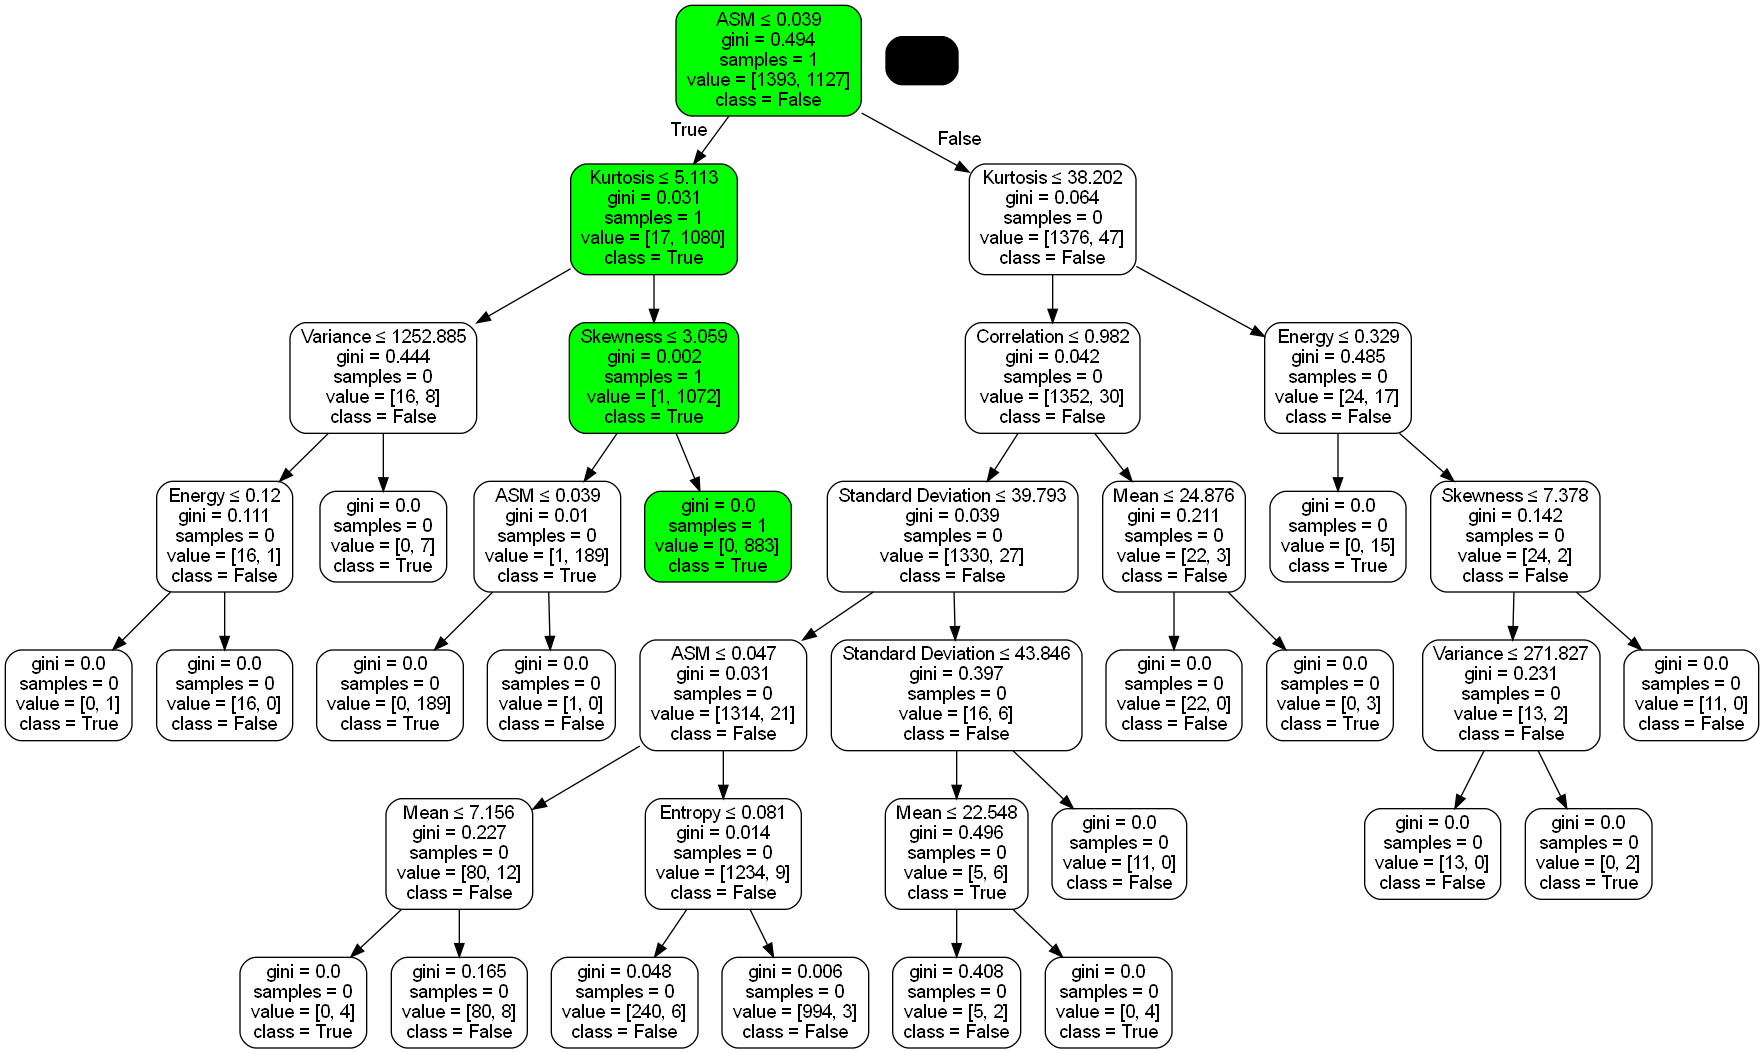 ASM ≤ 0.039
gini = 0.494
samples = 1
value = [1393, 1127]
class = False
True
False
Kurtosis ≤ 5.113
gini = 0.031
samples = 1
value = [17, 1080]
class = True
Kurtosis ≤ 38.202
gini = 0.064
samples = 0
value = [1376, 47]
class = False
Variance ≤ 1252.885
gini = 0.444
samples = 0
value = [16, 8]
class = False
Skewness ≤ 3.059
gini = 0.002
samples = 1
value = [1, 1072]
class = True
Correlation ≤ 0.982
gini = 0.042
samples = 0
value = [1352, 30]
class = False
Energy ≤ 0.329
gini = 0.485
samples = 0
value = [24, 17]
class = False
Energy ≤ 0.12
gini = 0.111
samples = 0
value = [16, 1]
class = False
gini = 0.0
samples = 0
value = [0, 7]
class = True
ASM ≤ 0.039
gini = 0.01
samples = 0
value = [1, 189]
class = True
gini = 0.0
samples = 1
value = [0, 883]
class = True
Standard Deviation ≤ 39.793
gini = 0.039
samples = 0
value = [1330, 27]
class = False
Mean ≤ 24.876
gini = 0.211
samples = 0
value = [22, 3]
class = False
gini = 0.0
samples = 0
value = [0, 15]
class = True
Skewness ≤ 7.378
gini = 0.142
samples = 0
value = [24, 2]
class = False
gini = 0.0
samples = 0
value = [0, 1]
class = True
gini = 0.0
samples = 0
value = [16, 0]
class = False
gini = 0.0
samples = 0
value = [0, 189]
class = True
gini = 0.0
samples = 0
value = [1, 0]
class = False
ASM ≤ 0.047
gini = 0.031
samples = 0
value = [1314, 21]
class = False
Standard Deviation ≤ 43.846
gini = 0.397
samples = 0
value = [16, 6]
class = False
gini = 0.0
samples = 0
value = [22, 0]
class = False
gini = 0.0
samples = 0
value = [0, 3]
class = True
Variance ≤ 271.827
gini = 0.231
samples = 0
value = [13, 2]
class = False
gini = 0.0
samples = 0
value = [11, 0]
class = False
Mean ≤ 7.156
gini = 0.227
samples = 0
value = [80, 12]
class = False
Entropy ≤ 0.081
gini = 0.014
samples = 0
value = [1234, 9]
class = False
Mean ≤ 22.548
gini = 0.496
samples = 0
value = [5, 6]
class = True
gini = 0.0
samples = 0
value = [11, 0]
class = False
gini = 0.0
samples = 0
value = [13, 0]
class = False
gini = 0.0
samples = 0
value = [0, 2]
class = True
gini = 0.0
samples = 0
value = [0, 4]
class = True
gini = 0.165
samples = 0
value = [80, 8]
class = False
gini = 0.048
samples = 0
value = [240, 6]
class = False
gini = 0.006
samples = 0
value = [994, 3]
class = False
gini = 0.408
samples = 0
value = [5, 2]
class = False
gini = 0.0
samples = 0
value = [0, 4]
class = True